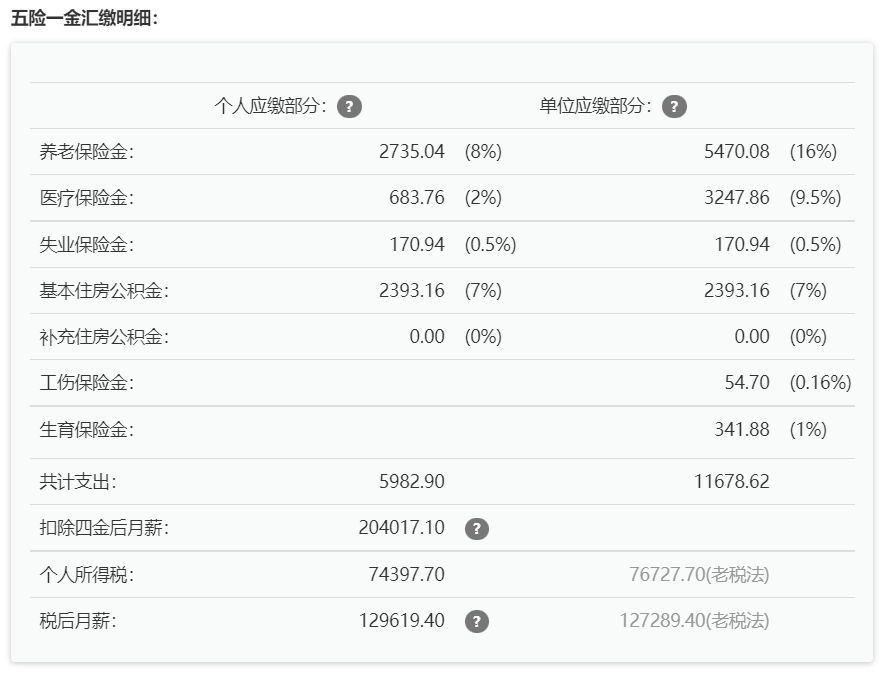 五险一金汇缴明细：
个人应缴部分： ? 单位应缴部分： ?
养老保险金： 2735.04 (8%) 5470.08 (16%)
医疗保险金： 683.76 (2%) 3247.86 (9.5%)
失业保险金： 170.94 (0.5%) 170.94 (0.5%)
基本住房公积金： 2393.16 (7%) 2393.16 (7%)
补充住房公积金： 0.00 (0%) 0.00 (0%)
工伤保险金： 54.70 (0.16%)
生育保险金： 341.88 (1%)
共计支出： 5982.90 11678.62
扣除四金后月薪： 204017.10 ?
个人所得税： 74397.70 76727.70(老税法)
税后月薪： 129619.40 ? 127289.40(老税法)